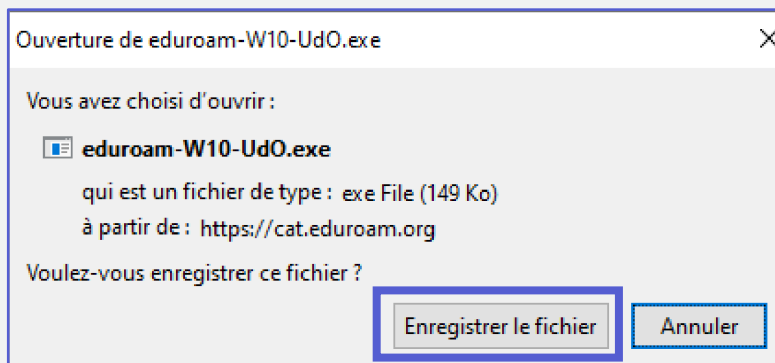 Ouverture de eduroam-W10-UdO.exe
Vous avez choisi d'ouvrir :
eduroam-W10-UdO.exe
qui est un fichier de type : exe File (149 Ko)
à partir de : https://cat.eduroam.org
Voulez-vous enregistrer ce fichier ?
Enregistrer le fichier Annuler